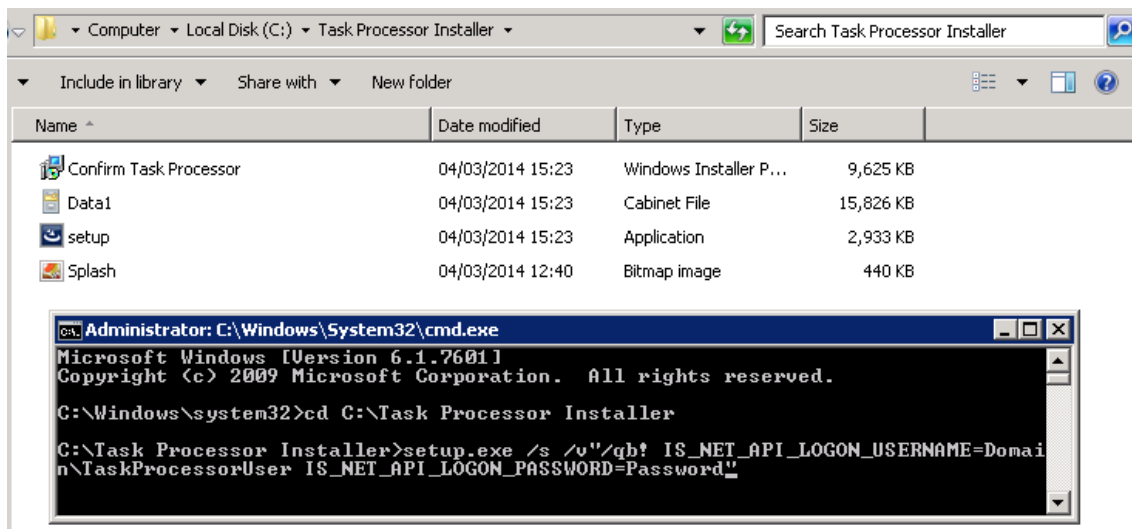 Computer Local Disk (C:) Task Processor Installer Search Task Processor Installer
Include in library Share with New folder
Name Date modified Type Size
Confirm Task Processor 04/03/2014 15:23 Windows Installer P... 9,625 KB
Data1 04/03/2014 15:23 Cabinet File 15,826 KB
setup 04/03/2014 15:23 Application 2,933 KB
Splash 04/03/2014 12:40 Bitmap image 440 KB
Administrator: C:\Windows\System32\cmd.exe
Microsoft Windows [Version 6.1.7601]
Copyright (c) 2009 Microsoft Corporation.  All rights reserved.
C:\Windows\system32>cd C:\Task Processor Installer
C:\Task Processor Installer>setup.exe /s /v"/qb! IS_NET_API_LOGON_USERNAME=Domai
n\TaskProcessorUser IS_NET_API_LOGON_PASSWORD=Password"